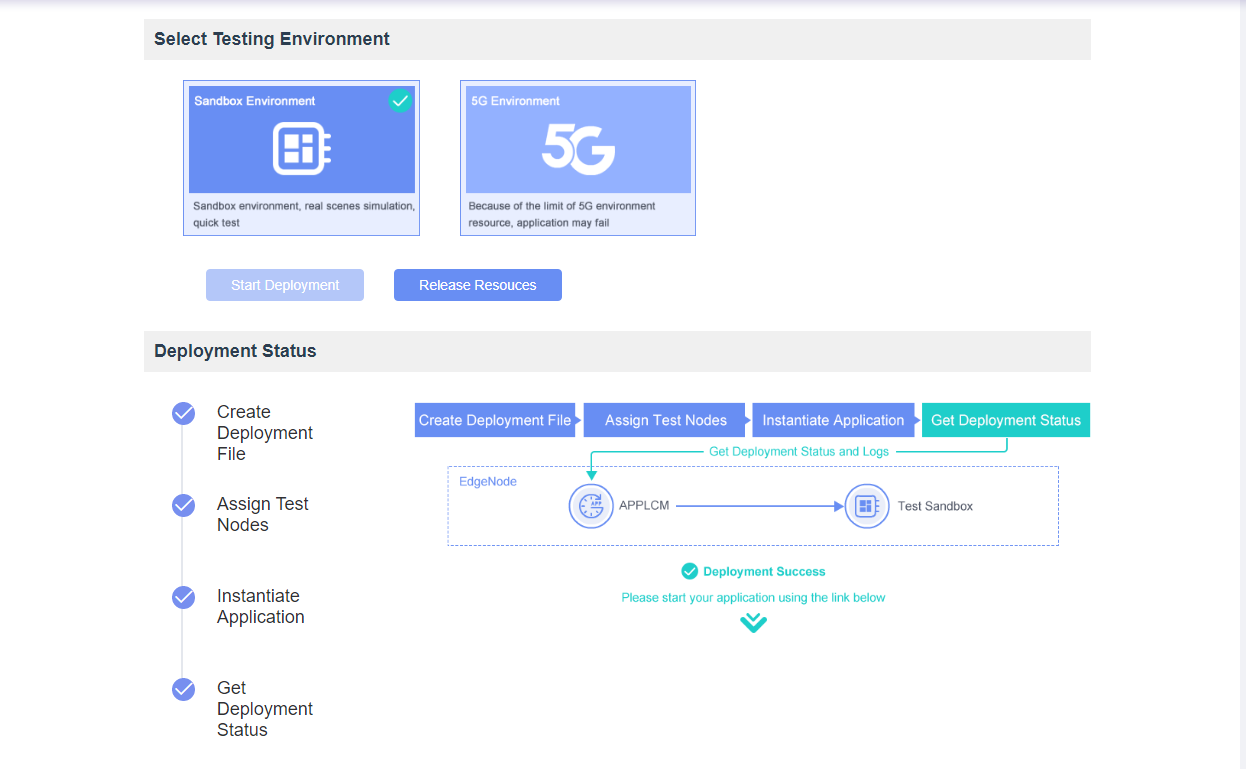 Select Testing Environment
Sandbox Environment
Sandbox environment, real scenes simulation,
quick test
5G Environment
5G
Because of the limit of 5G environment
resource, application may fail
Start Deployment
Release Resouces
Deployment Status
Create
Deployment
File
Assign Test
Nodes
Instantiate
Application
Get
Deployment
Status
Create Deployment File
Assign Test Nodes
Instantiate Application
Get Deployment Status
Get Deployment Status and Logs
EdgeNode
APP
APPLCM
Test Sandbox
Deployment Success
Please start your application using the link below